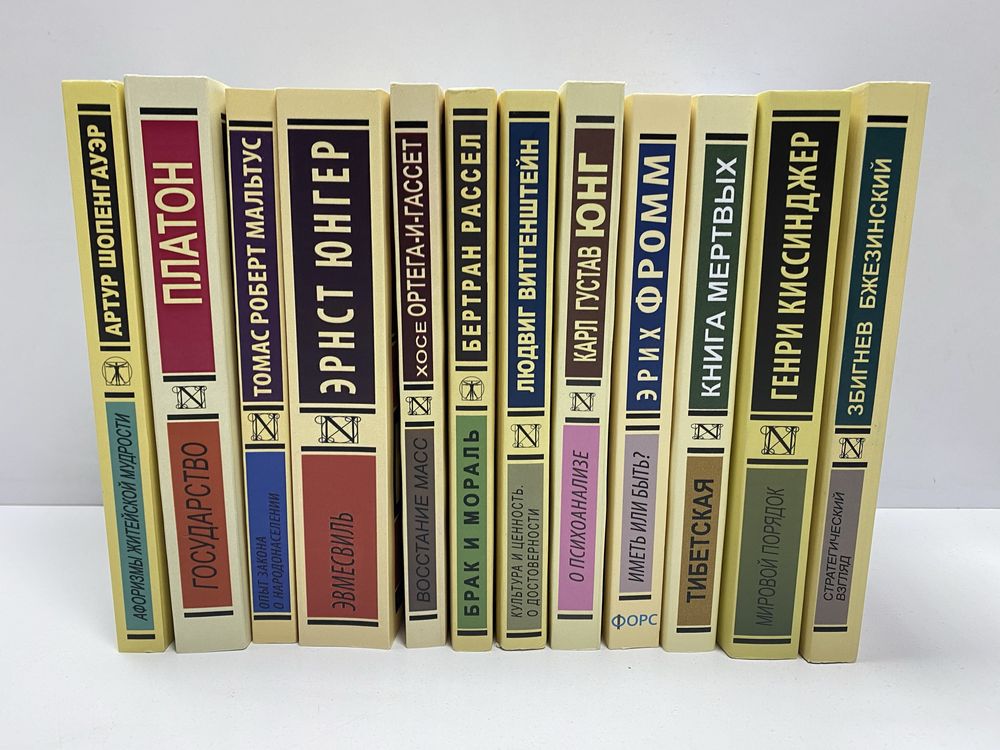 АРТУР ШОПЕНГАУЭР
АФОРИЗМЫ ЖИТЕЙСКОЙ МУДРОСТИ
ПЛАТОН
ГОСУДАРСТВО
ТОМАС РОБЕРТ МАЛЬТУС
ОПЫТ ЗАКОНА
О НАРОДОНАСЕЛЕНИИ
ЭРНСТ ЮНГЕР
ЭВМЕСВИЛЬ
ХОСЕ ОРТЕГА-И-ГАССЕТ
ВОССТАНИЕ МАСС
БЕРТРАН РАССЕЛ
БРАК И МОРАЛЬ
ЛЮДВИГ ВИТГЕНШТЕЙН
КУЛЬТУРА И ЦЕННОСТЬ.
О ДОСТОВЕРНОСТИ
КАРЛ ГУСТАВ ЮНГ
О ПСИХОАНАЛИЗЕ
ЭРИХ ФРОММ
ИМЕТЬ ИЛИ БЫТЬ?
ФОРС
КНИГА МЕРТВЫХ
ТИБЕТСКАЯ
ГЕНРИ КИССИНДЖЕР
МИРОВОЙ ПОРЯДОК
ЗБИГНЕВ БЖЕЗИНСКИЙ
СТРАТЕГИЧЕСКИЙ
ВЗГЛЯД